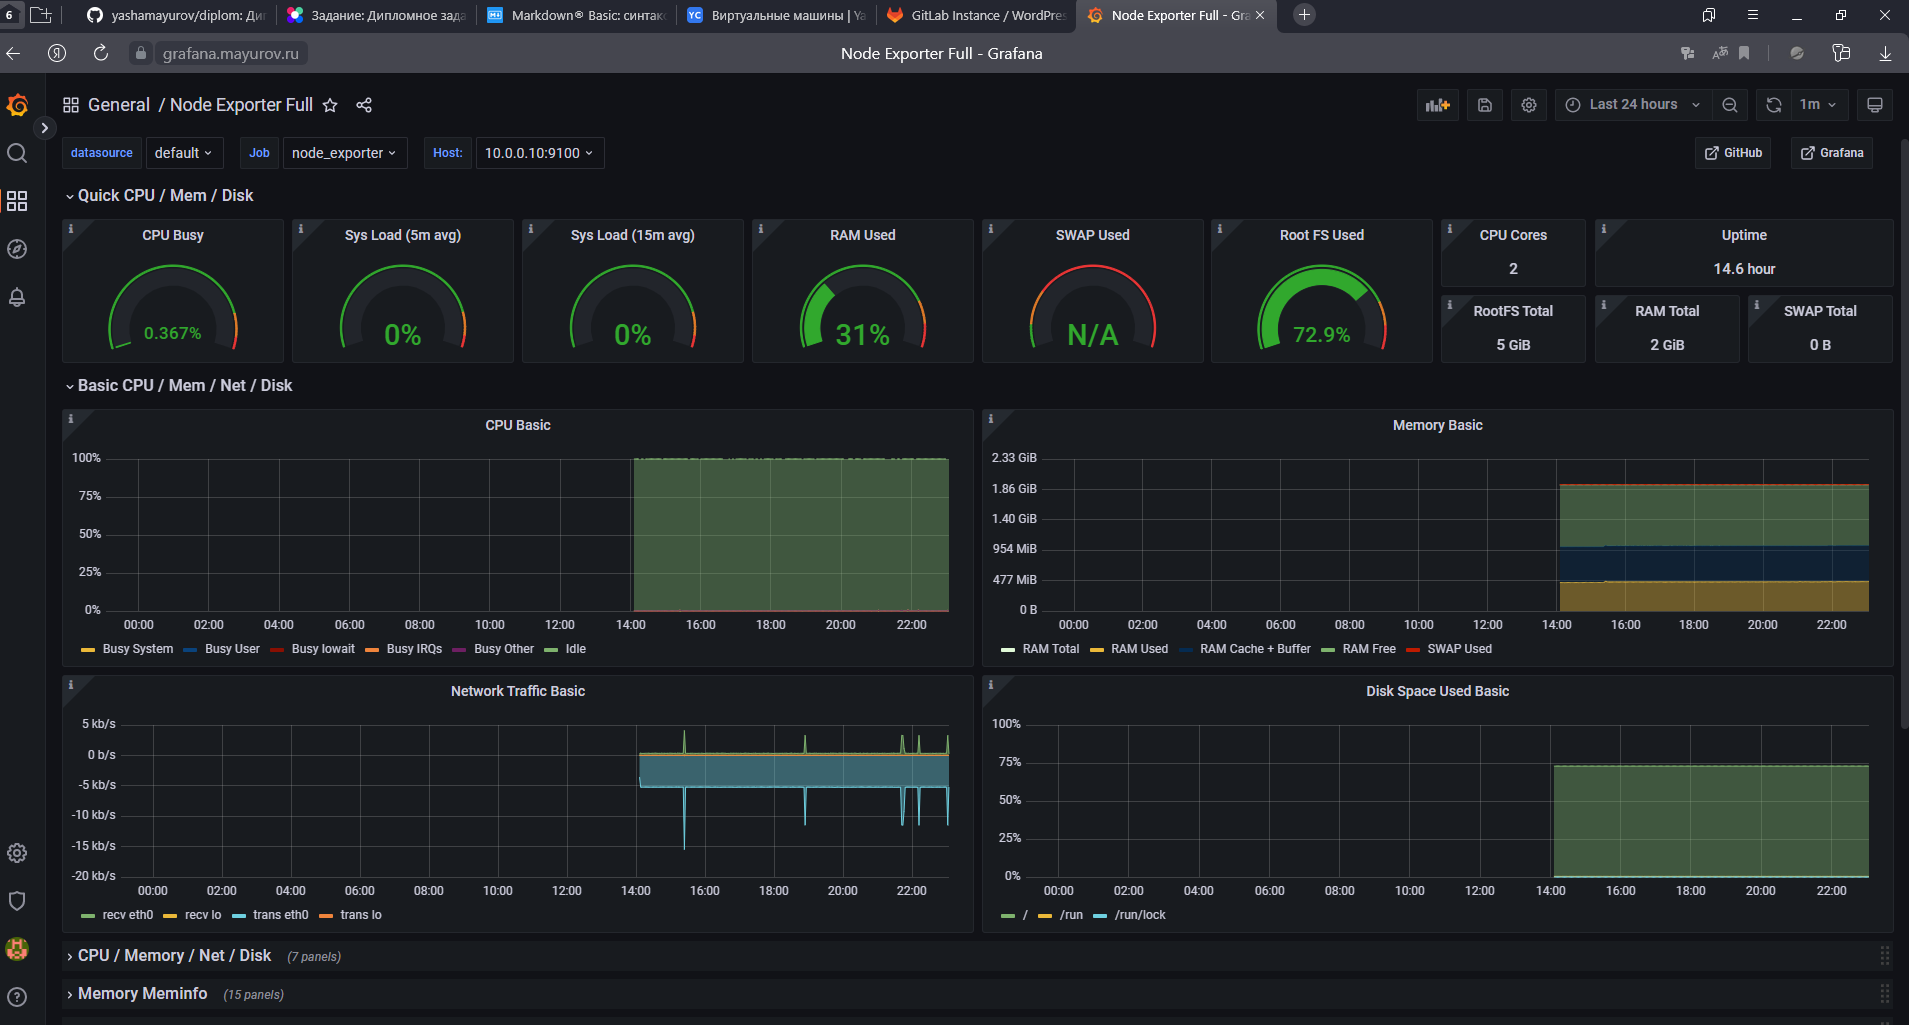 6
yashamayurov/diplom: Ди
Задание: Дипломное зада
Markdown® Basic: синтакс
Виртуальные машины | Ya
GitLab Instance / WordPres
Node Exporter Full - Gra
grafana.mayurov.ru
Node Exporter Full - Grafana
General / Node Exporter Full
Last 24 hours
1m
datasource default Job node_exporter Host: 10.0.0.10:9100
GitHub Grafana
Quick CPU / Mem / Disk
CPU Busy
0.367%
Sys Load (5m avg)
0%
Sys Load (15m avg)
0%
RAM Used
31%
SWAP Used
N/A
Root FS Used
72.9%
CPU Cores
2
Uptime
14.6 hour
RootFS Total
5 GiB
RAM Total
2 GiB
SWAP Total
0 B
Basic CPU / Mem / Net / Disk
CPU Basic
100%
75%
50%
25%
0%
00:00 02:00 04:00 06:00 08:00 10:00 12:00 14:00 16:00 18:00 20:00 22:00
Busy System Busy User Busy Iowait Busy IRQs Busy Other Idle
Memory Basic
2.33 GiB
1.86 GiB
1.40 GiB
954 MiB
477 MiB
0 B
00:00 02:00 04:00 06:00 08:00 10:00 12:00 14:00 16:00 18:00 20:00 22:00
RAM Total RAM Used RAM Cache + Buffer RAM Free SWAP Used
Network Traffic Basic
5 kb/s
0 b/s
-5 kb/s
-10 kb/s
-15 kb/s
-20 kb/s
00:00 02:00 04:00 06:00 08:00 10:00 12:00 14:00 16:00 18:00 20:00 22:00
recv eth0 recv lo trans eth0 trans lo
Disk Space Used Basic
100%
75%
50%
25%
0%
00:00 02:00 04:00 06:00 08:00 10:00 12:00 14:00 16:00 18:00 20:00 22:00
/ /run /run/lock
CPU / Memory / Net / Disk (7 panels)
Memory Meminfo (15 panels)